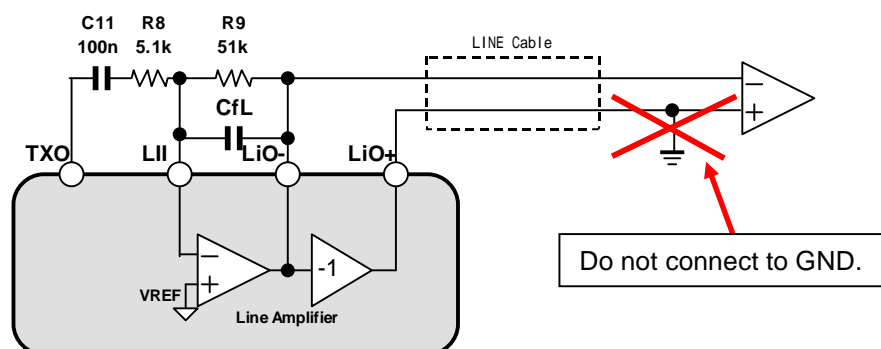 C11 R8 R9
100n 5.1k 51k
LINE Cable
CfL
TXO LII LiO- LiO+
-1
VREF
Line Amplifier
Do not connect to GND.